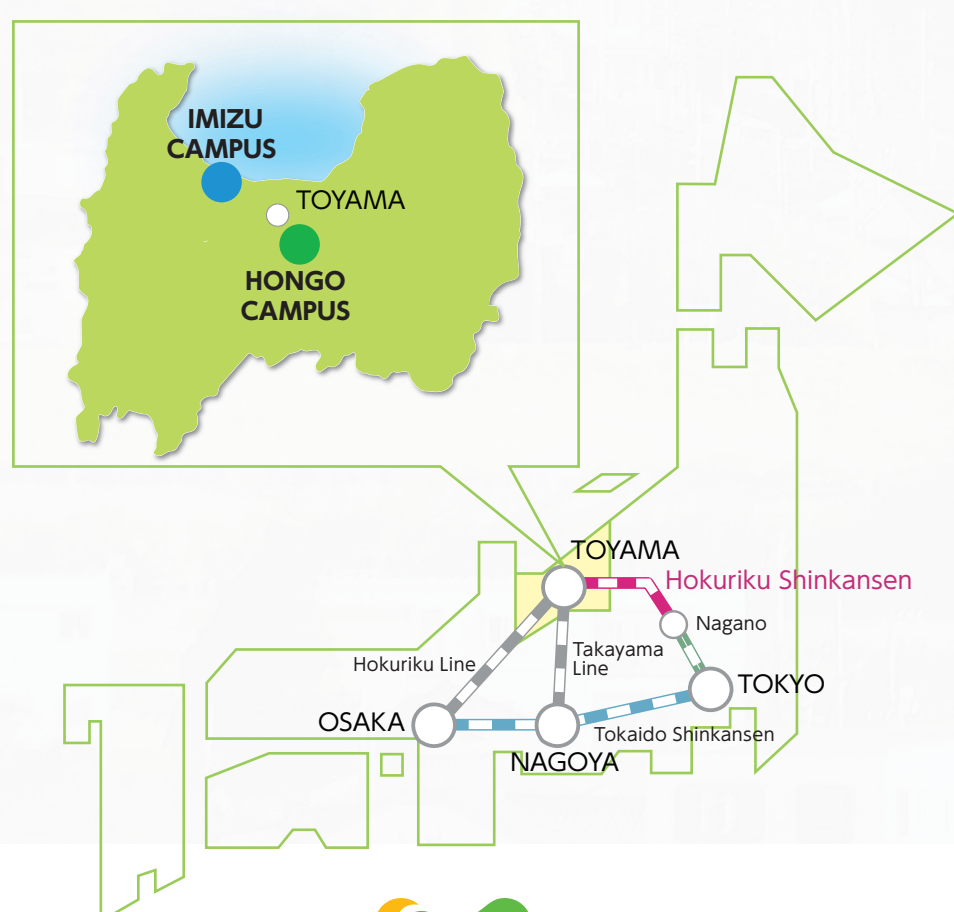 IMIZU
CAMPUS
TOYAMA
HONGO
CAMPUS
TOYAMA
Hokuriku Shinkansen
Nagano
Takayama
Line
Hokuriku Line
TOKYO
OSAKA
Tokaido Shinkansen
NAGOYA